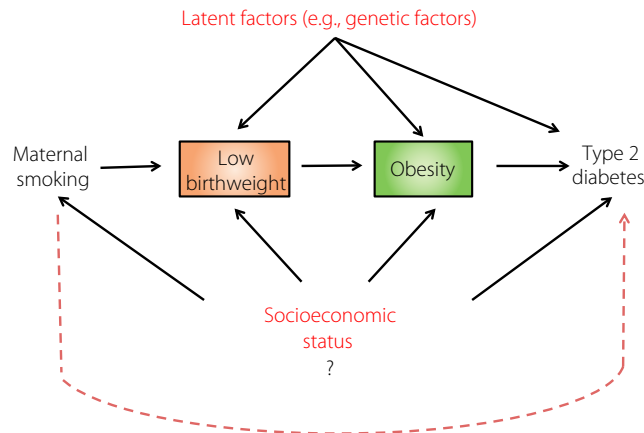 Latent factors (e.g., genetic factors)
Maternal
smoking
Low
birthweight
Obesity
Type 2
diabetes
Socioeconomic
status
?